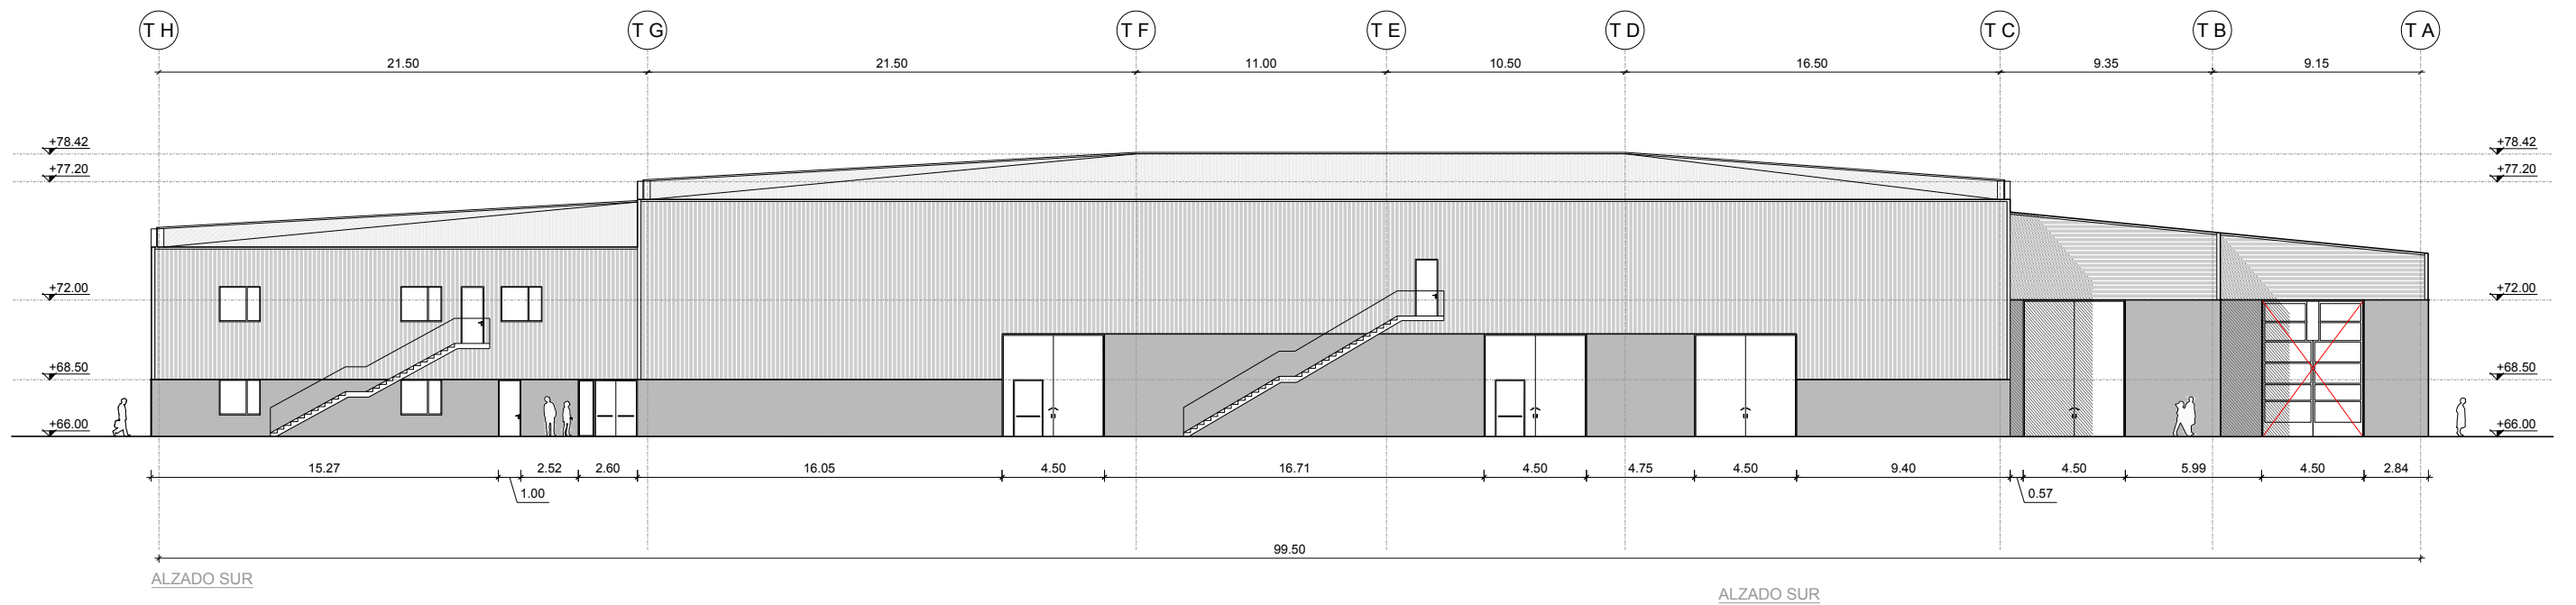 T H T G T F T E T D T C T B T A
21.50 21.50 11.00 10.50 16.50 9.35 9.15
+78.42 +78.42
+77.20 +77.20
+72.00 +72.00
+68.50 +68.50
+66.00 +66.00
15.27 2.52 2.60 16.05 4.50 16.71 4.50 4.75 4.50 9.40 4.50 5.99 4.50 2.84
1.00 0.57
99.50
ALZADO SUR
ALZADO SUR